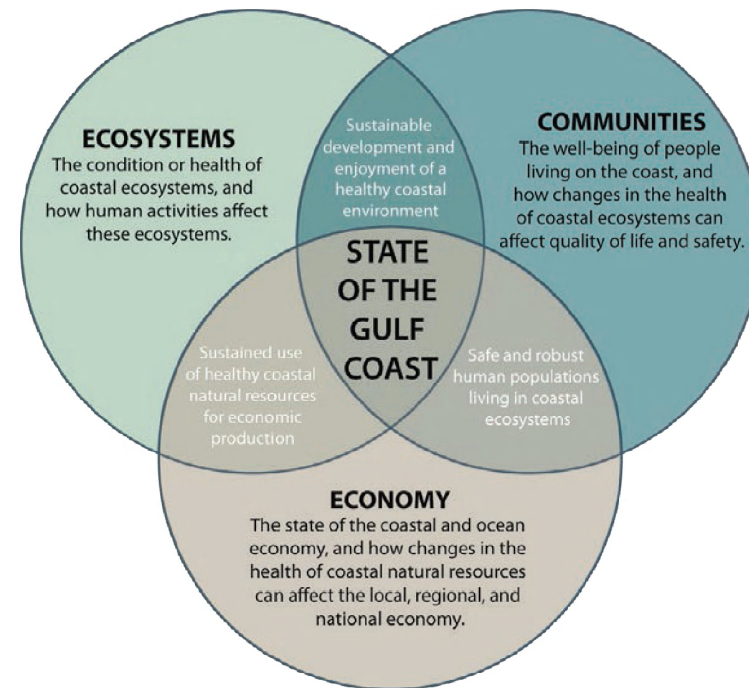 ECOSYSTEMS
The condition or health of
coastal ecosystems, and
how human activities affect
these ecosystems.
Sustainable
development and
enjoyment of a
healthy coastal
environment
COMMUNITIES
The well-being of people
living on the coast, and
how changes in the health
of coastal ecosystems can
affect quality of life and safety.
STATE
OF THE
GULF
COAST
Sustained use
of healthy coastal
natural resources
for economic
production
Safe and robust
human populations
living in coastal
ecosystems
ECONOMY
The state of the coastal and ocean
economy, and how changes in the
health of coastal natural resources
can affect the local, regional, and
national economy.